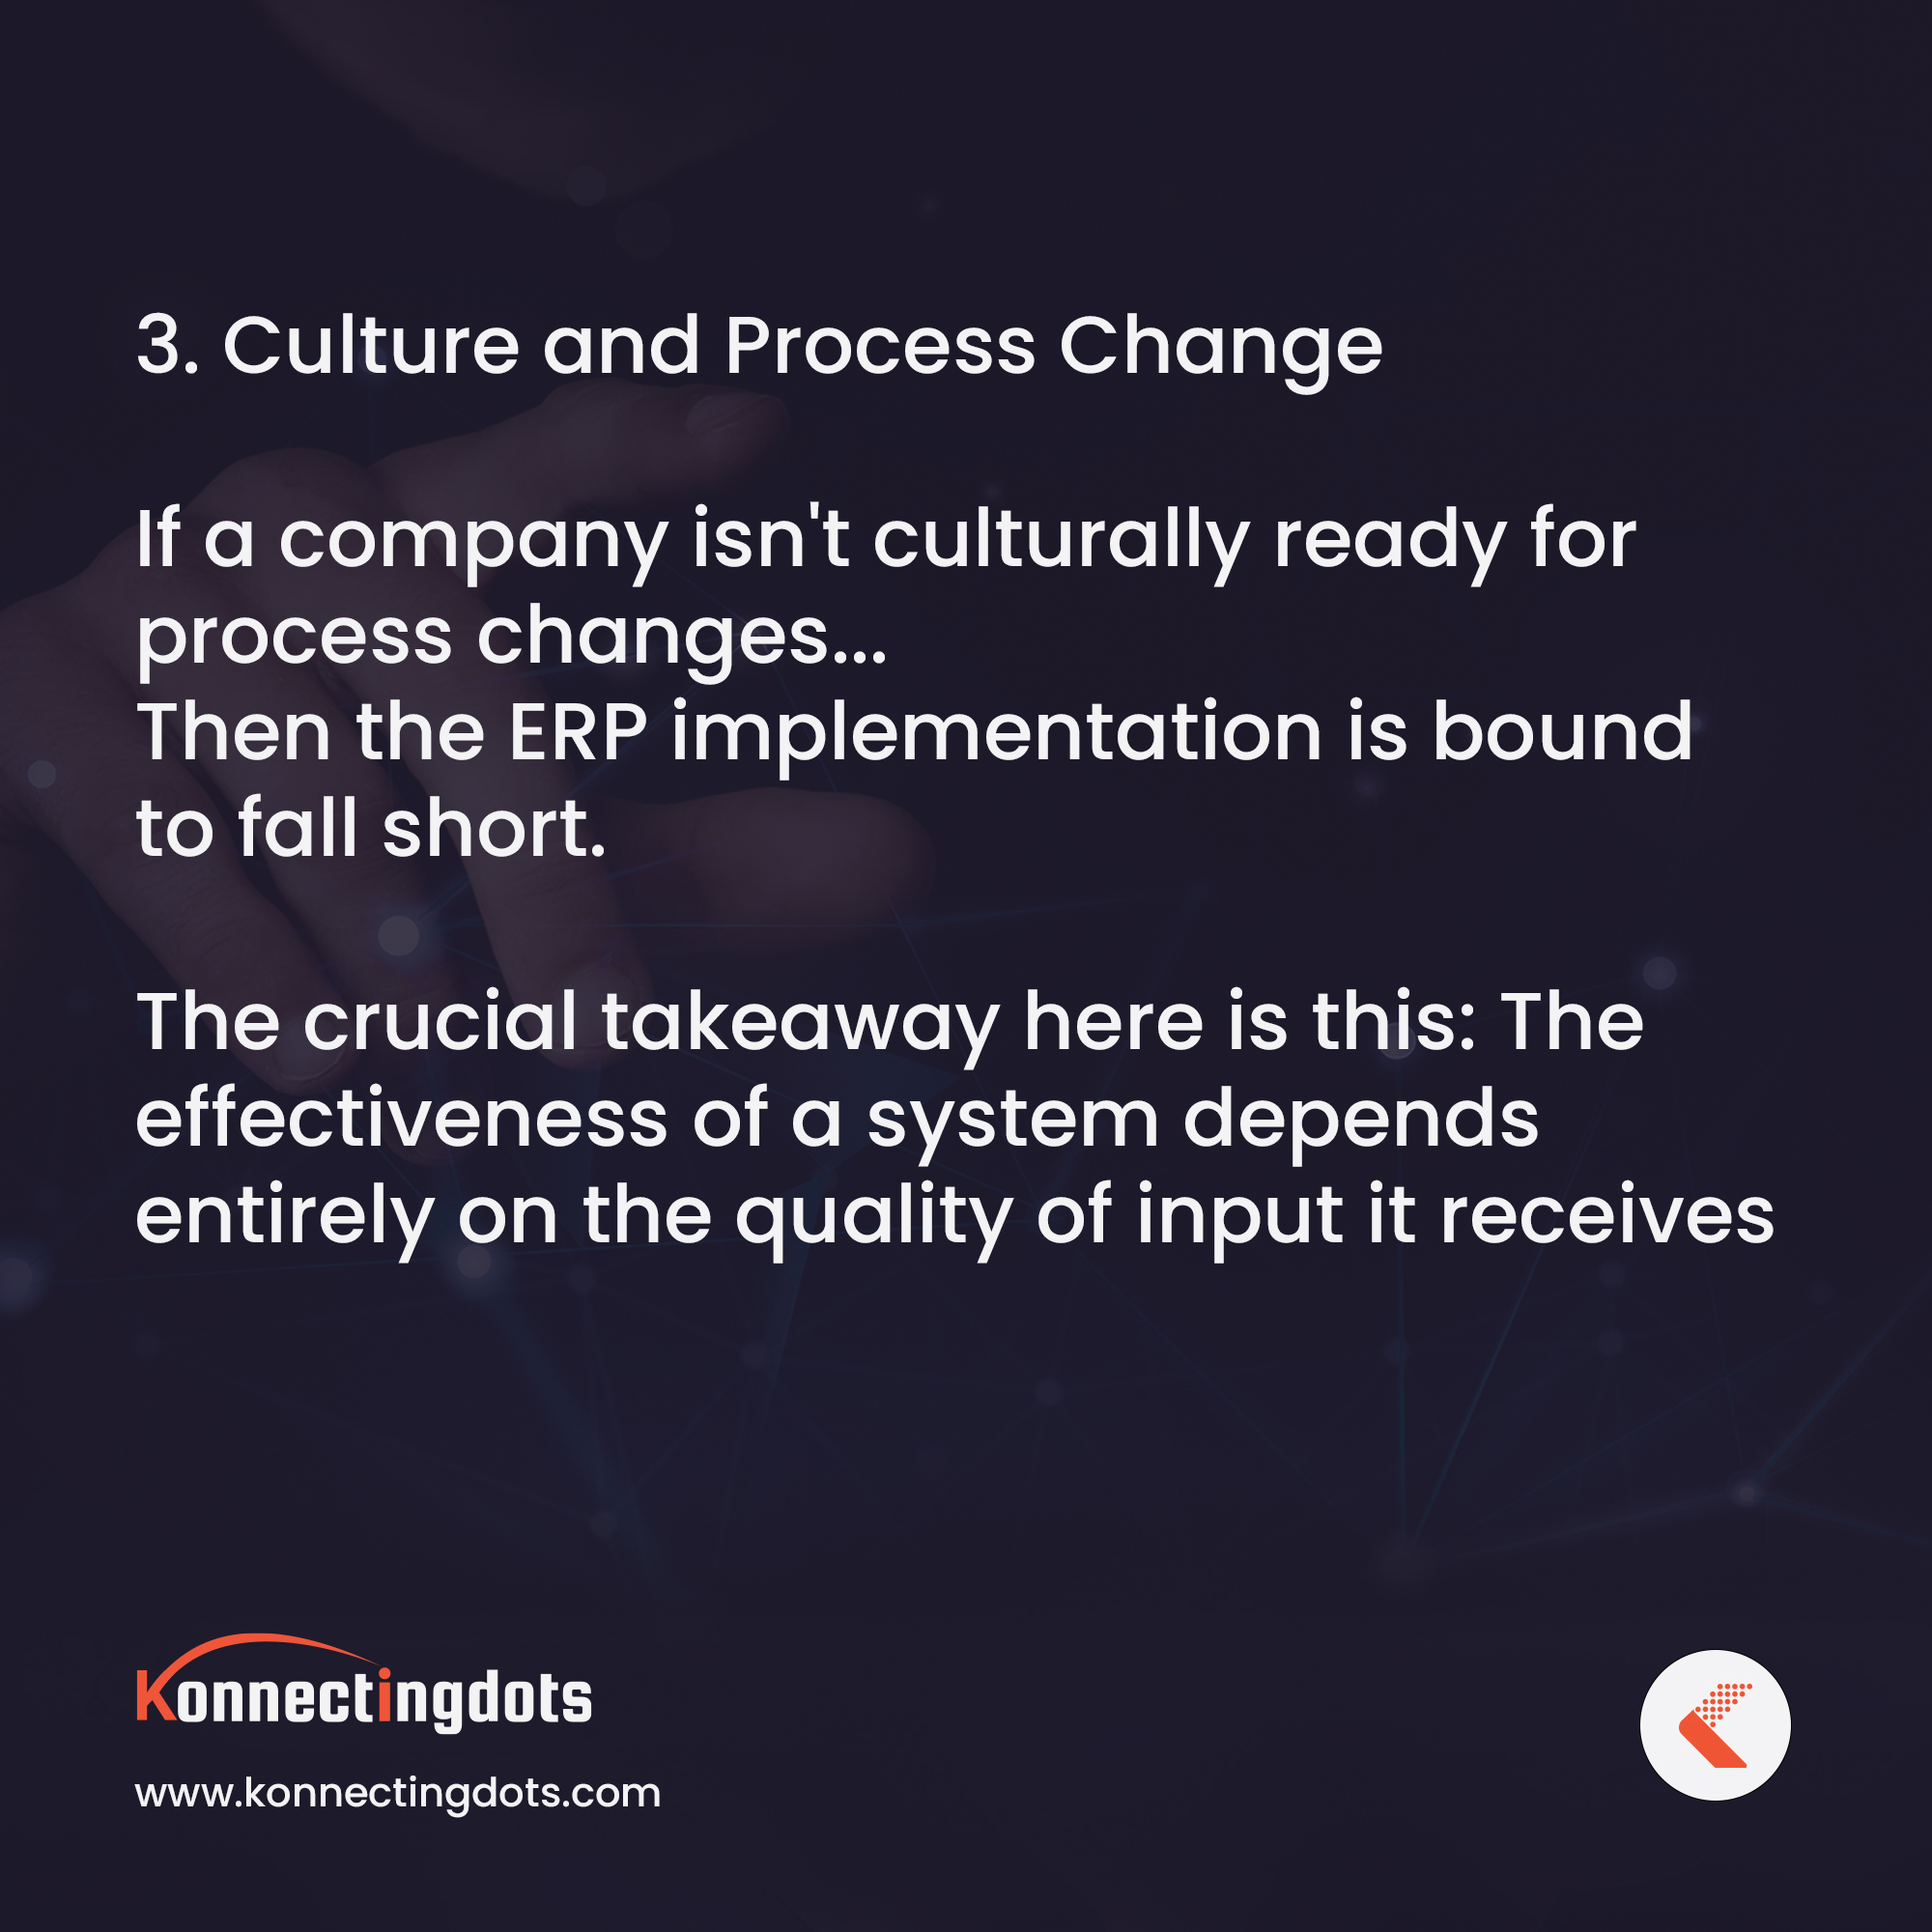 3. Culture and Process Change
If a company isn't culturally ready for
process changes...
Then the ERP implementation is bound
to fall short.
The crucial takeaway here is this: The
effectiveness of a system depends
entirely on the quality of input it receives
Konnectingdots
www.konnectingdots.com